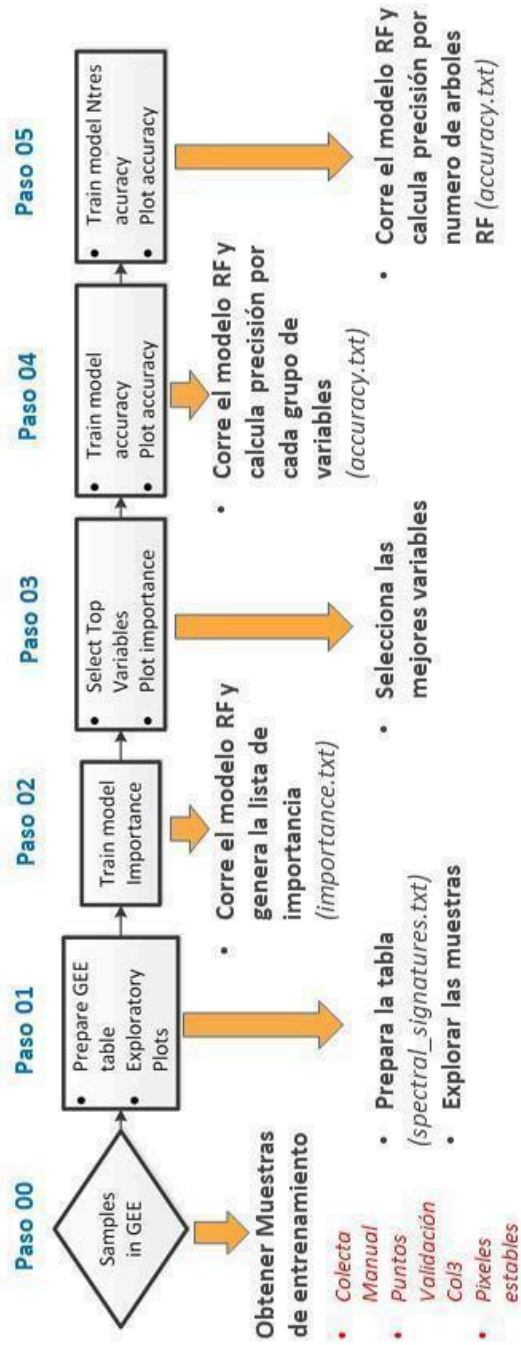 Paso 00
Samples
in GEE
Obtener Muestras
de entrenamiento
• Colecta
Manual
• Puntos
Validación
Col3
• Pixeles
estables
Paso 01
• Prepare GEE
table
• Exploratory
Plots
• Prepara la tabla
(spectral_signatures.txt)
• Explorar las muestras
Paso 02
Train model
Importance
• Corre el modelo RF y
genera la lista de
importancia
(importance.txt)
Paso 03
• Select Top
Variables
• Plot importance
• Selecciona las
mejores variables
Paso 04
• Train model
accuracy
• Plot accuracy
• Corre el modelo RF y
calcula precisión por
cada grupo de
variables
(accuracy.txt)
Paso 05
• Train model Ntres
acuracy
• Plot accuracy
• Corre el modelo RF y
calcula precisión por
numero de arboles
RF (accuracy.txt)